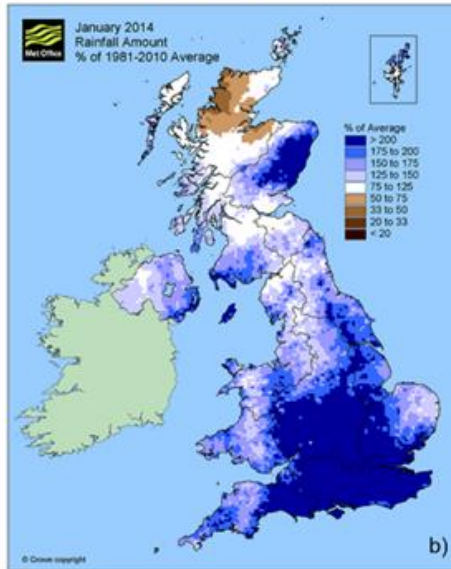 Met Office
January 2014
Rainfall Amount
% of 1981-2010 Average
% of Average
> 200
175 to 200
150 to 175
125 to 150
75 to 125
50 to 75
33 to 50
20 to 33
< 20
© Crown copyright
b)